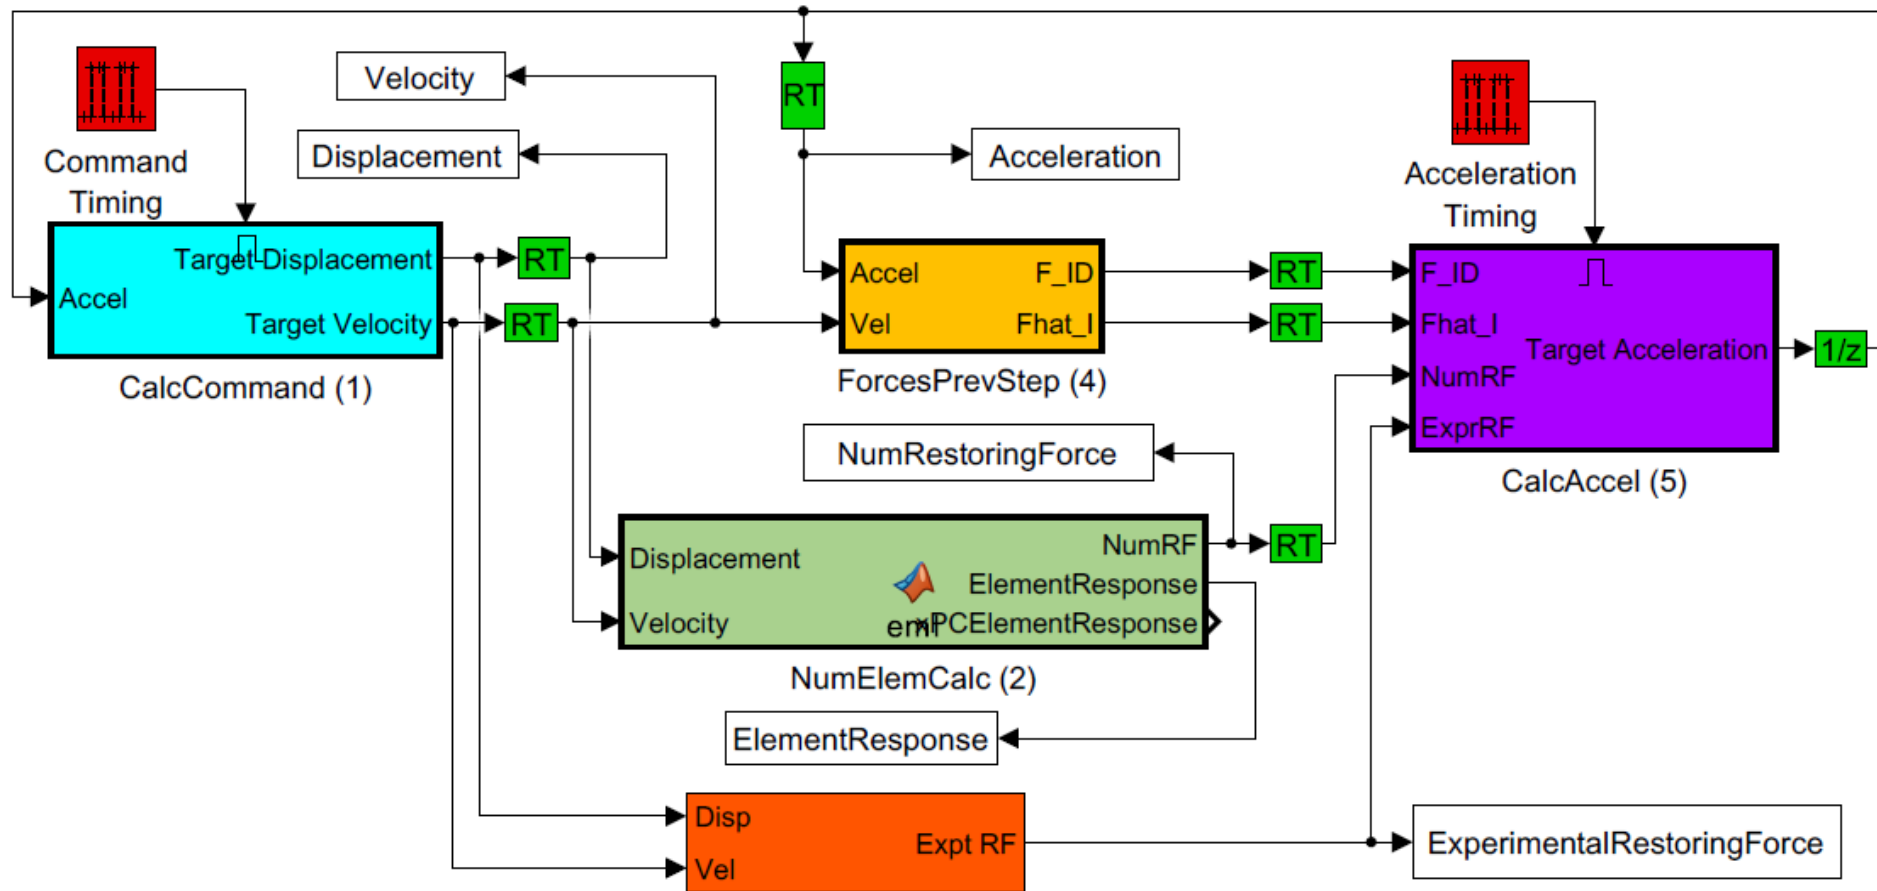 Command
Timing
Velocity
Displacement
RT
Acceleration
Acceleration
Timing
Accel
Target Displacement
Target Velocity
CalcCommand (1)
RT
RT
Accel
Vel
F_ID
Fhat_I
ForcesPrevStep (4)
RT
RT
F_ID
Fhat_I
NumRF
ExprRF
Target Acceleration
CalcAccel (5)
1/z
NumRestoringForce
Displacement
Velocity
NumRF
ElementResponse
xPCElementResponse
eml
NumElemCalc (2)
RT
ElementResponse
Disp
Vel
Expt RF
ExperimentalRestoringForce